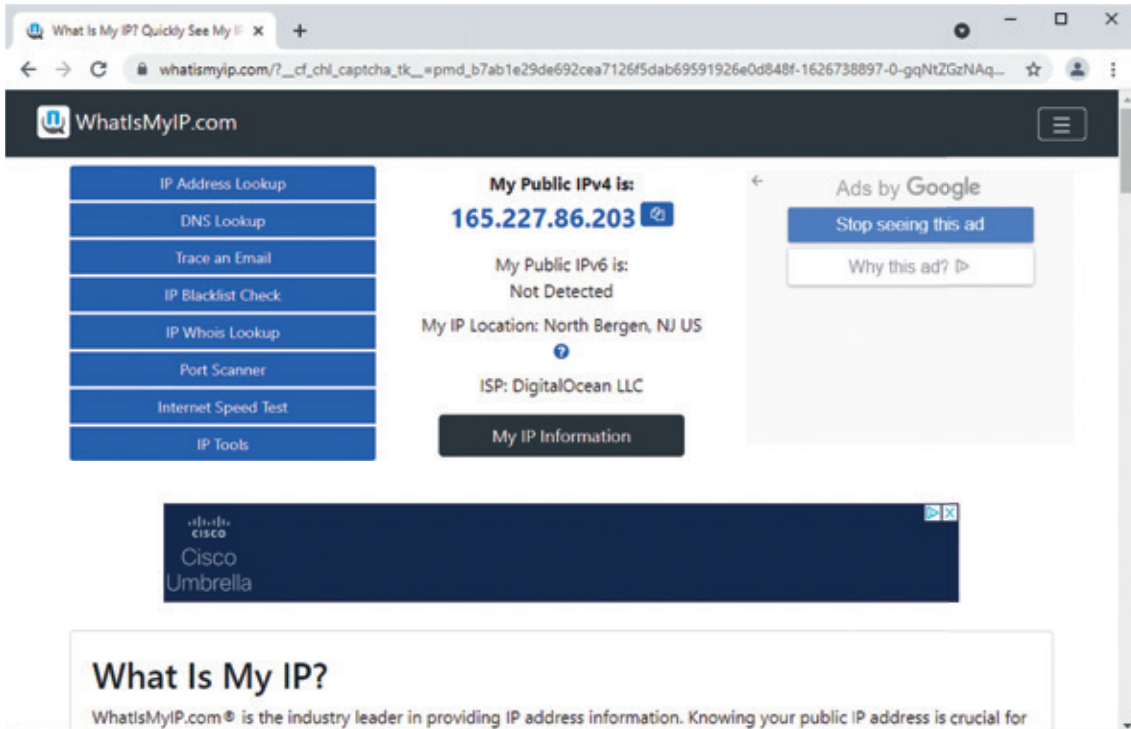 What Is My IP? Quickly See My I
whatismyip.com/?__cf_chl_captcha_tk__=pmd_b7ab1e29de692cea7126f5dab69591926e0d848f-1626738897-0-gqNtZGzNAq...
WhatIsMyIP.com
IP Address Lookup
DNS Lookup
Trace an Email
IP Blacklist Check
IP Whois Lookup
Port Scanner
Internet Speed Test
IP Tools
My Public IPv4 is:
165.227.86.203
My Public IPv6 is:
Not Detected
My IP Location: North Bergen, NJ US
?
ISP: DigitalOcean LLC
My IP Information
Ads by Google
Stop seeing this ad
Why this ad?
CISCO
Cisco
Umbrella
What Is My IP?
WhatIsMyIP.com® is the industry leader in providing IP address information. Knowing your public IP address is crucial for